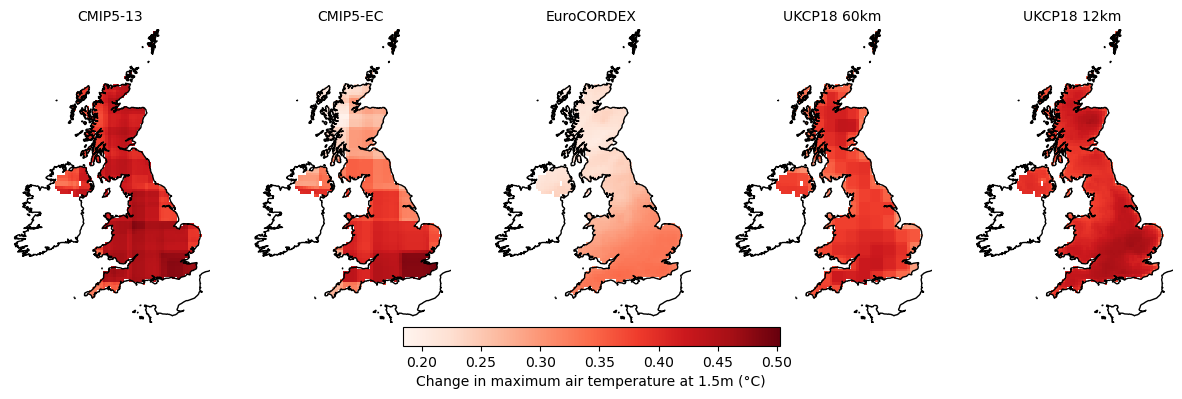 CMIP5-13 CMIP5-EC EuroCORDEX UKCP18 60km UKCP18 12km
0.20 0.25 0.30 0.35 0.40 0.45 0.50
Change in maximum air temperature at 1.5m (°C)